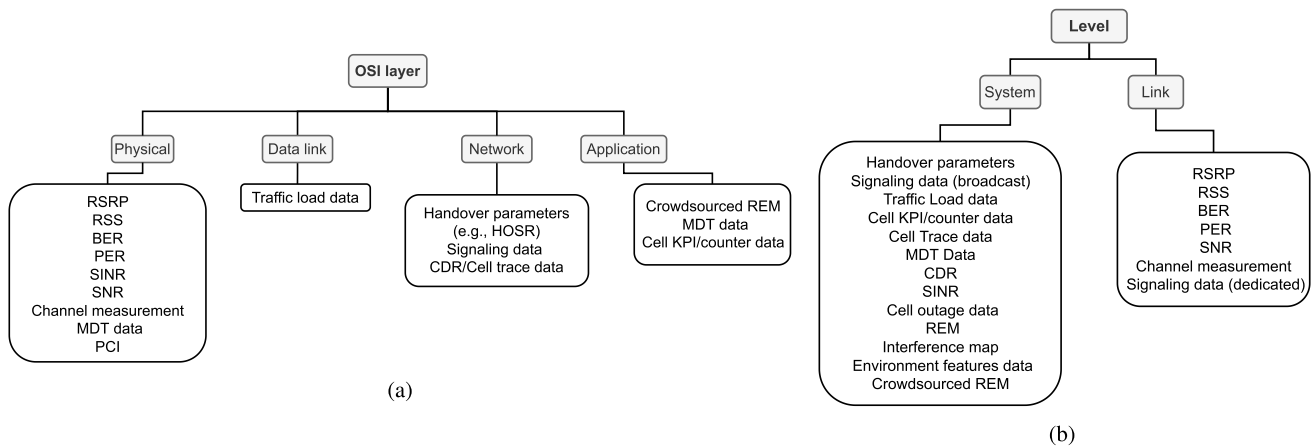 OSI layer
Physical
Data link
Network
Application
RSRP
RSS
BER
PER
SINR
SNR
Channel measurement
MDT data
PCI
Traffic load data
Handover parameters
(e.g., HOSR)
Signaling data
CDR/Cell trace data
Crowdsourced REM
MDT data
Cell KPI/counter data
(a)
Level
System
Link
Handover parameters
Signaling data (broadcast)
Traffic Load data
Cell KPI/counter data
Cell Trace data
MDT Data
CDR
SINR
Cell outage data
REM
Interference map
Environment features data
Crowdsourced REM
RSRP
RSS
BER
PER
SNR
Channel measurement
Signaling data (dedicated)
(b)